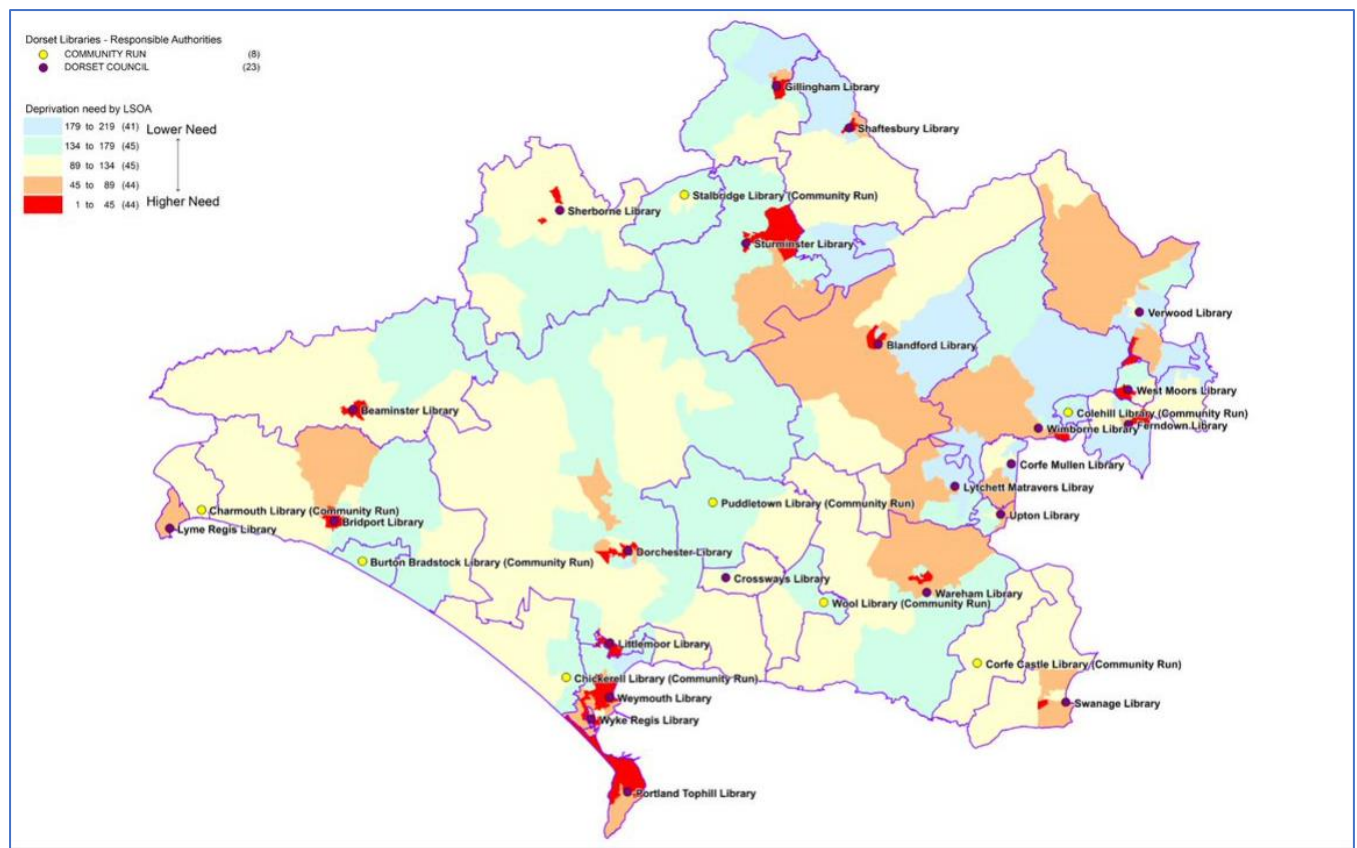 Dorset Libraries - Responsible Authorities
COMMUNITY RUN (8)
DORSET COUNCIL (23)
Deprivation need by LSOA
179 to 219 (41) Lower Need
134 to 179 (45)
89 to 134 (45)
45 to 89 (44)
1 to 45 (44) Higher Need
Gillingham Library
Shaftesbury Library
Stalbridge Library (Community Run)
Sherborne Library
Sturminster Library
Verwood Library
Blandford Library
West Moors Library
Beaminster Library
Colehill Library (Community Run)
Ferndown Library
Wimborne Library
Corfe Mullen Library
Lytchett Matravers Libray
Puddletown Library (Community Run)
Charmouth Library (Community Run)
Upton Library
Bridport Library
Lyme Regis Library
Dorchester Library
Burton Bradstock Library (Community Run)
Crossways Library
Wareham Library
Wool Library (Community Run)
Littlemoor Library
Corfe Castle Library (Community Run)
Chickerell Library (Community Run)
Weymouth Library
Swanage Library
Wyke Regis Library
Portland Tophill Library